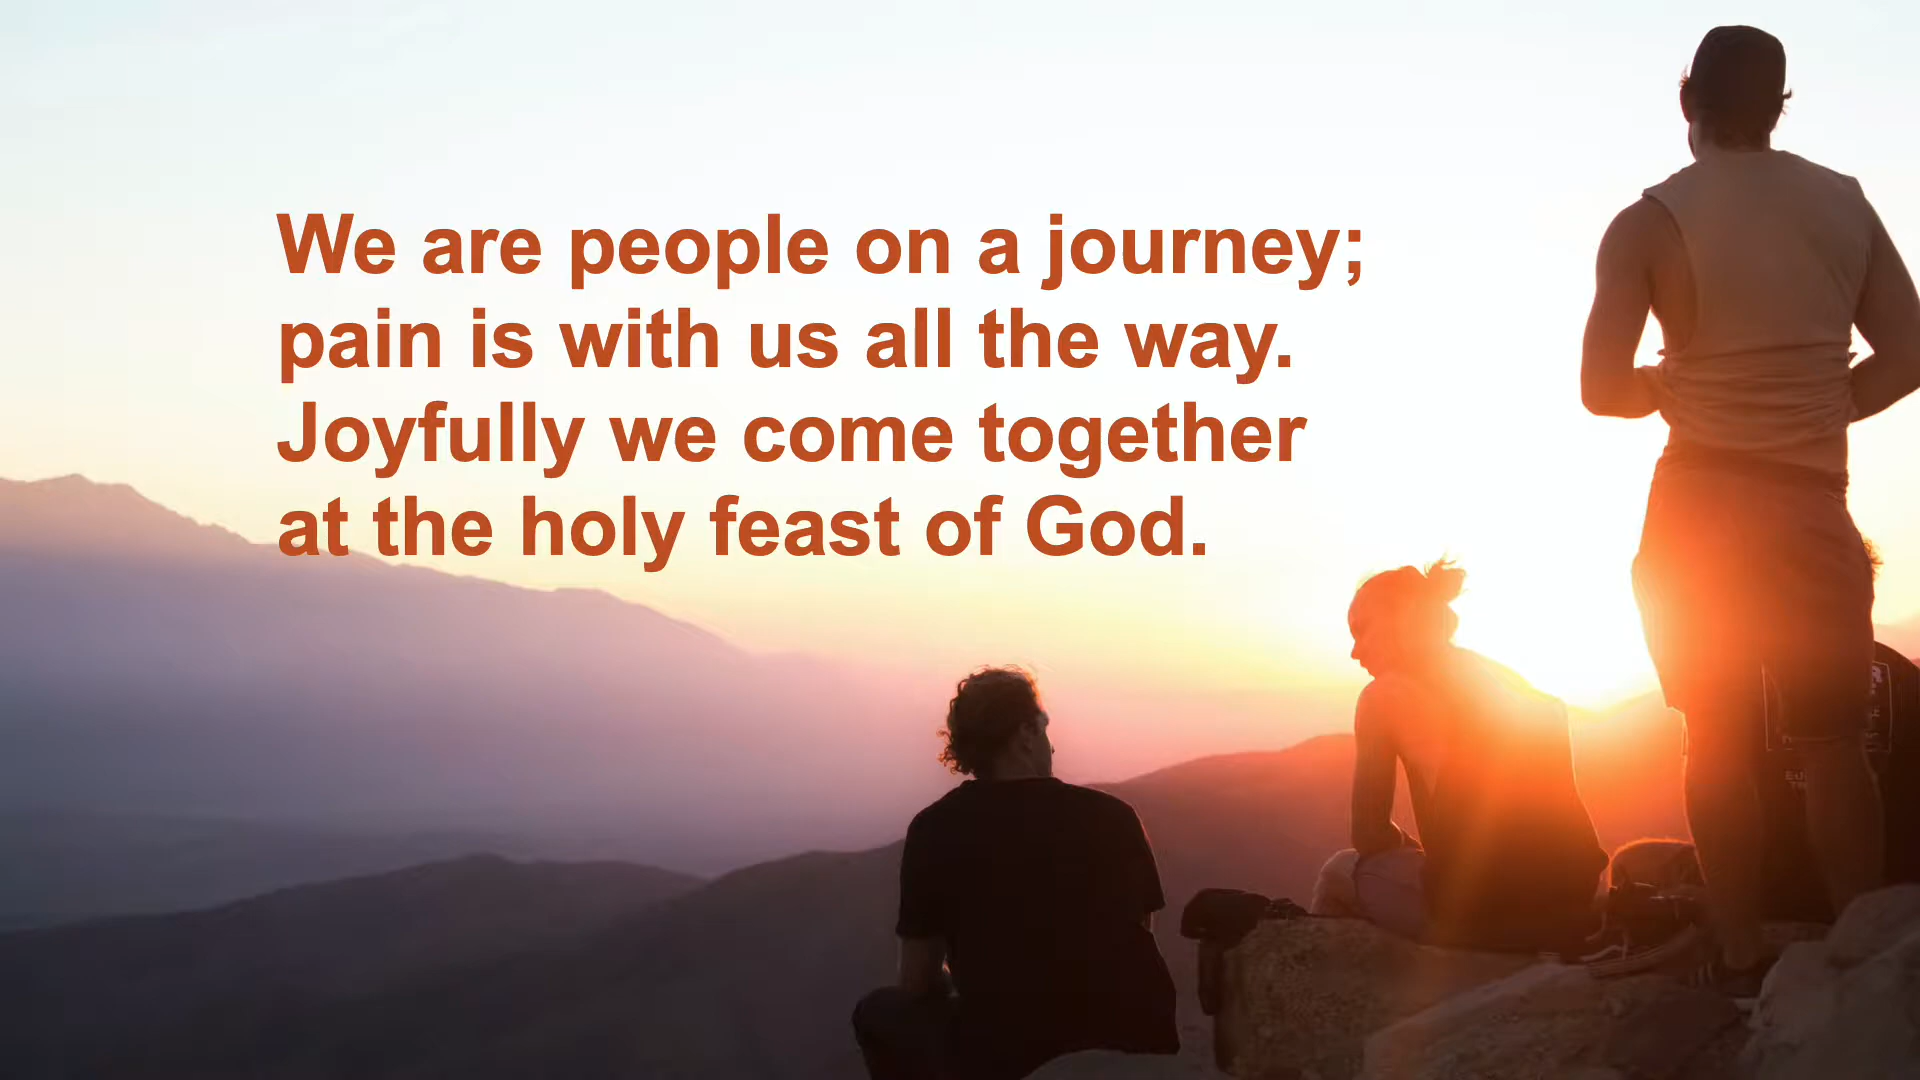 We are people on a journey;
pain is with us all the way.
Joyfully we come together
at the holy feast of God.